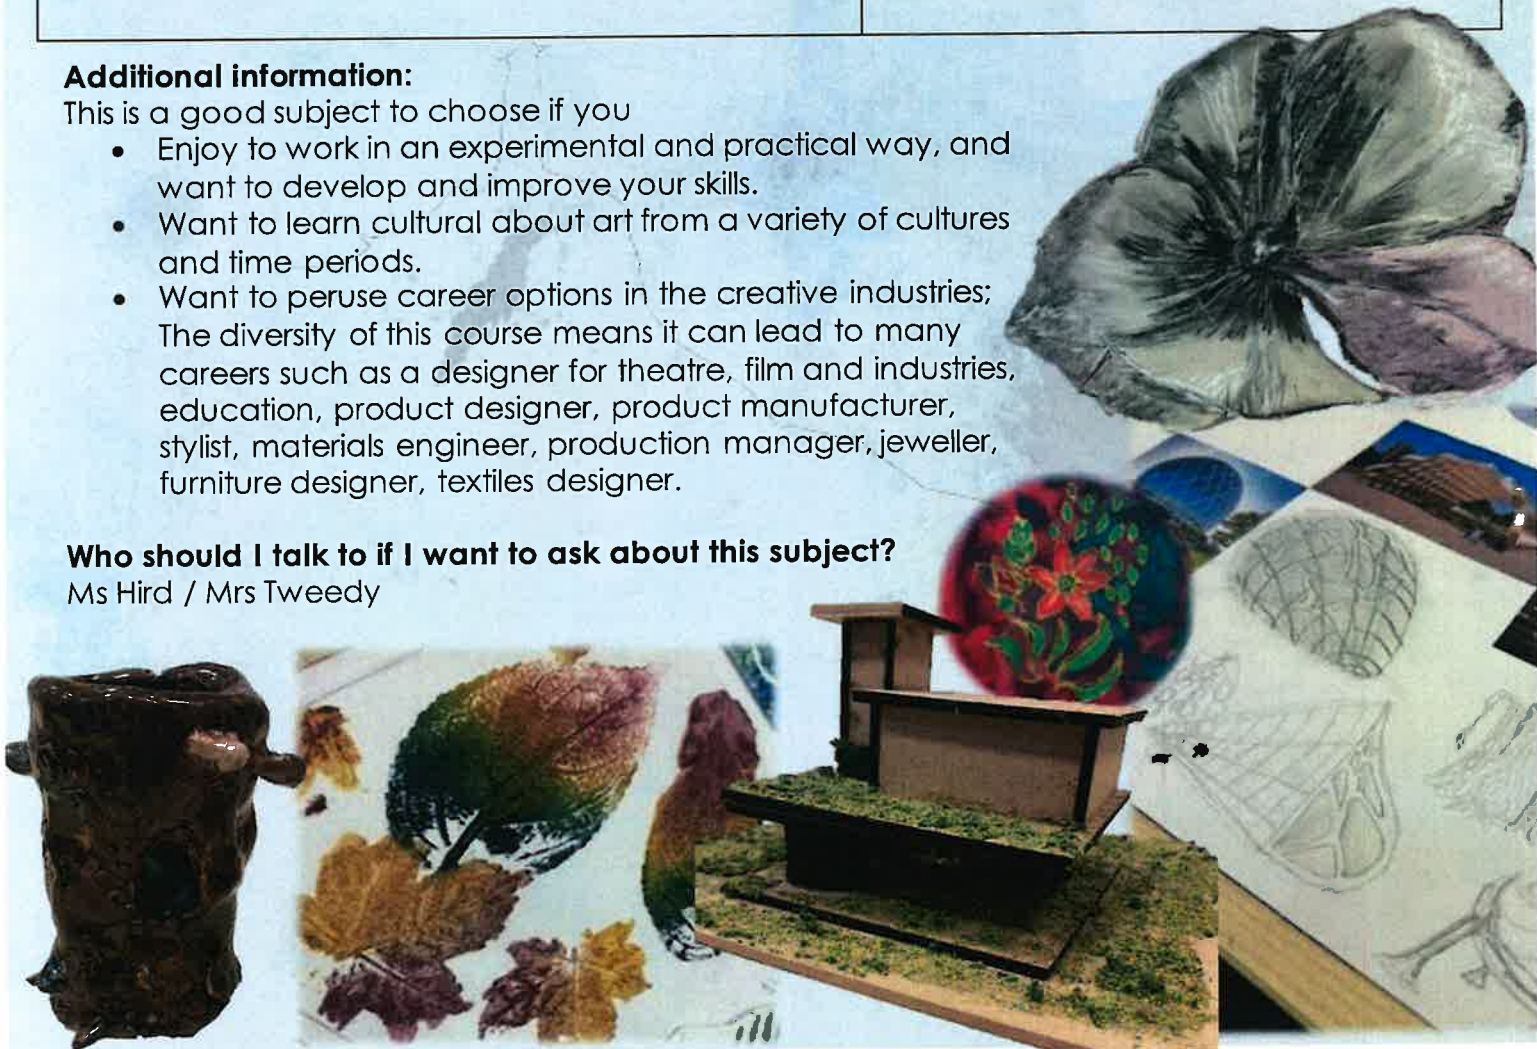 Additional information:
This is a good subject to choose if you
• Enjoy to work in an experimental and practical way, and
want to develop and improve your skills.
• Want to learn cultural about art from a variety of cultures
and time periods.
• Want to peruse career options in the creative industries;
The diversity of this course means it can lead to many
careers such as a designer for theatre, film and industries,
education, product designer, product manufacturer,
stylist, materials engineer, production manager, jeweller,
furniture designer, textiles designer.
Who should I talk to if I want to ask about this subject?
Ms Hird / Mrs Tweedy